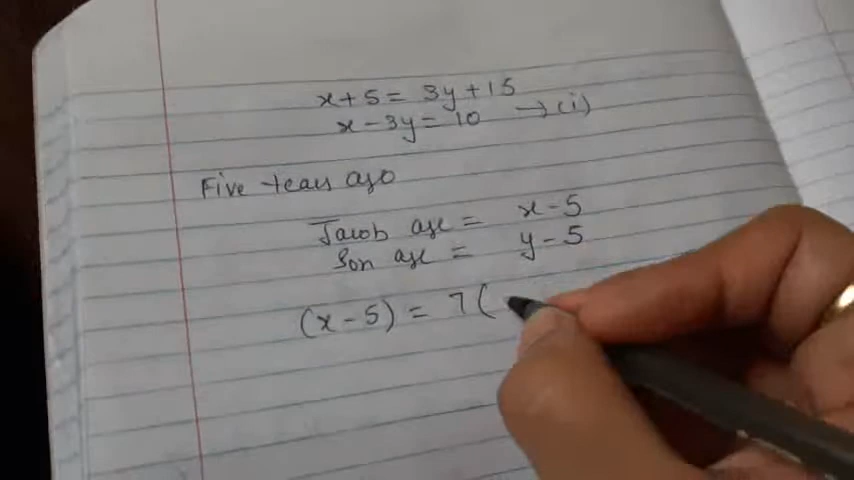 x+5 = 3y+15
x-3y = 10 → (i)
Five years ago
Jacob age = x-5
Son age = y-5
(x-5) = 7(